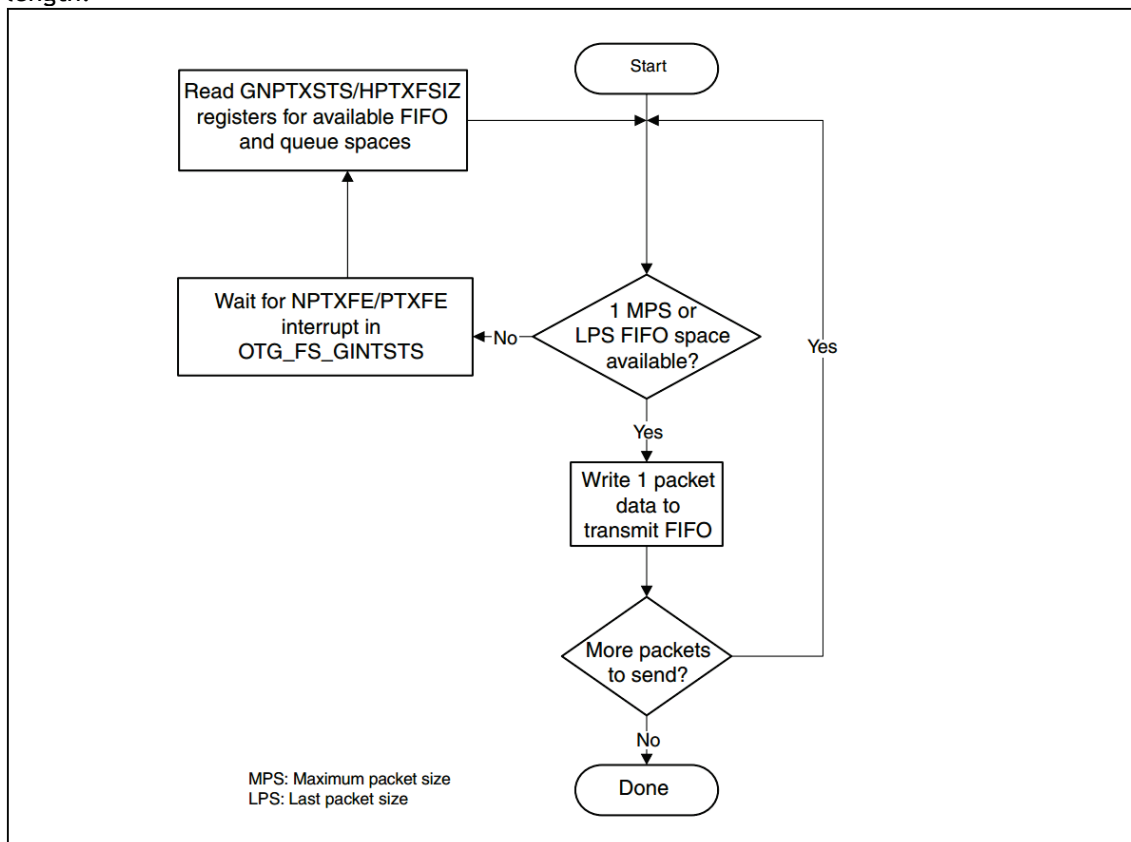 length.
Start
Read GNPTXSTS/HPTXFSIZ
registers for available FIFO
and queue spaces
Wait for NPTXFE/PTXFE
interrupt in
OTG_FS_GINTSTS
No
1 MPS or
LPS FIFO space
available?
Yes
Yes
Write 1 packet
data to
transmit FIFO
More packets
to send?
No
Done
MPS: Maximum packet size
LPS: Last packet size